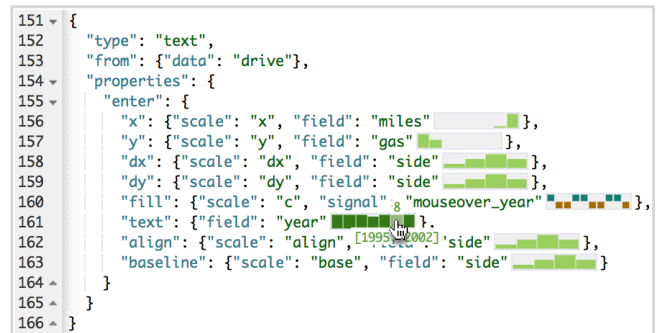 151 {
152 "type": "text",
153 "from": {"data": "drive"},
154 "properties": {
155 "enter": {
156 "x": {"scale": "x", "field": "miles" },
157 "y": {"scale": "y", "field": "gas" },
158 "dx": {"scale": "dx", "field": "side" },
159 "dy": {"scale": "dy", "field": "side" },
160 "fill": {"scale": "c", "signal": "mouseover_year" },
8
161 "text": {"field": "year" },
[1995, 2002]
162 "align": {"scale": "align", "side" },
163 "baseline": {"scale": "base", "field": "side" }
164 }
165 }
166 }